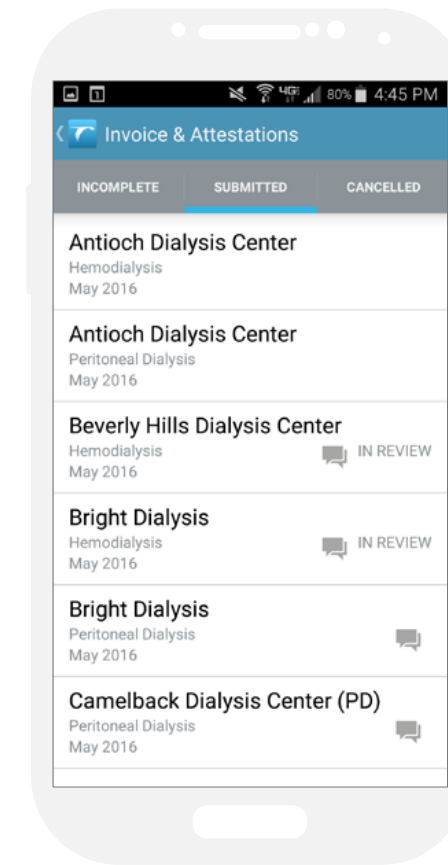 1 4G 80% 4:45 PM
Invoice & Attestations
INCOMPLETE SUBMITTED CANCELLED
Antioch Dialysis Center
Hemodialysis
May 2016
Antioch Dialysis Center
Peritoneal Dialysis
May 2016
Beverly Hills Dialysis Center
Hemodialysis
IN REVIEW
May 2016
Bright Dialysis
Hemodialysis
IN REVIEW
May 2016
Bright Dialysis
Peritoneal Dialysis
May 2016
Camelback Dialysis Center (PD)
Peritoneal Dialysis
May 2016